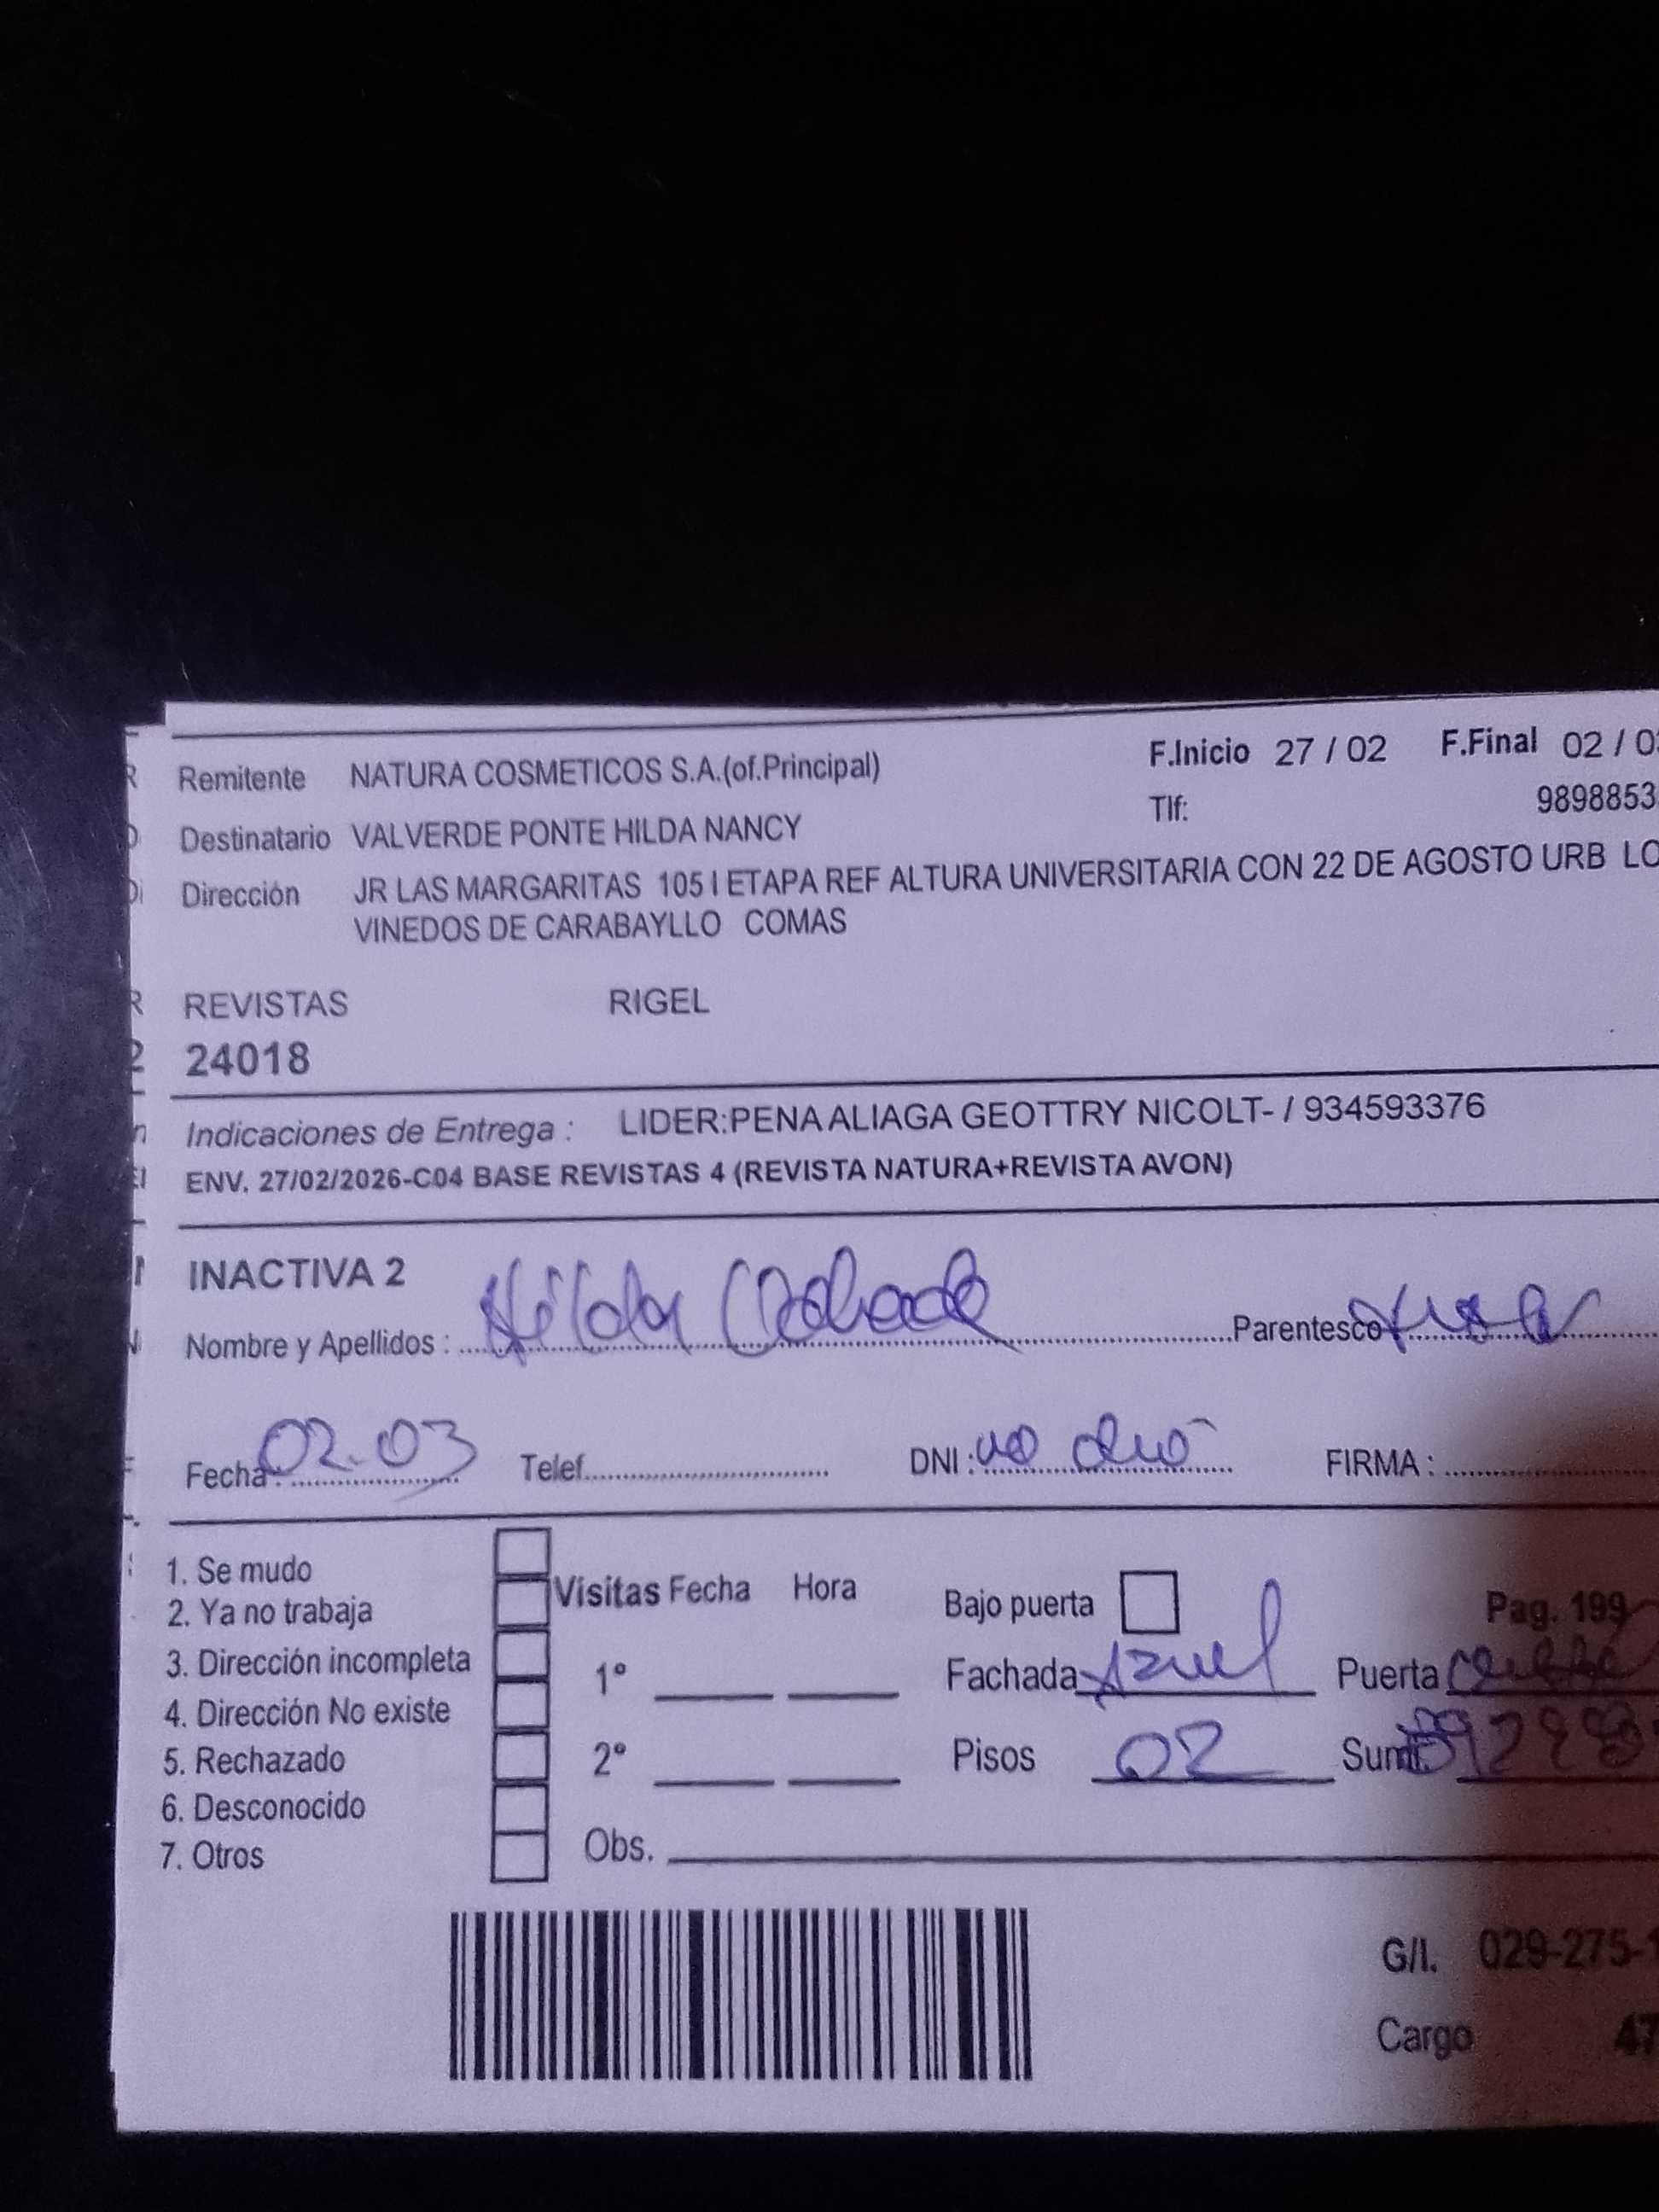 Remitente NATURA COSMETICOS S.A.(of.Principal) F.Inicio 27 / 02 F.Final 02 / 0
Destinatario VALVERDE PONTE HILDA NANCY Tlf: 9898853
Dirección JR LAS MARGARITAS 105 I ETAPA REF ALTURA UNIVERSITARIA CON 22 DE AGOSTO URB LO
VINEDOS DE CARABAYLLO COMAS
REVISTAS RIGEL
24018
Indicaciones de Entrega : LIDER:PENA ALIAGA GEOTTRY NICOLT- / 934593376
ENV. 27/02/2026-C04 BASE REVISTAS 4 (REVISTA NATURA+REVISTA AVON)
INACTIVA 2
Nombre y Apellidos : Hilda Parentesco
Fecha: 02.03 Telef. DNI : no dio FIRMA :
1. Se mudo
2. Ya no trabaja
3. Dirección incompleta
4. Dirección No existe
5. Rechazado
6. Desconocido
7. Otros
Visitas Fecha Hora
1°
2°
Obs.
Bajo puerta Pag. 199
Fachada Azul Puerta
Pisos 02 Sumi.
G/I. 029-275-
Cargo 47